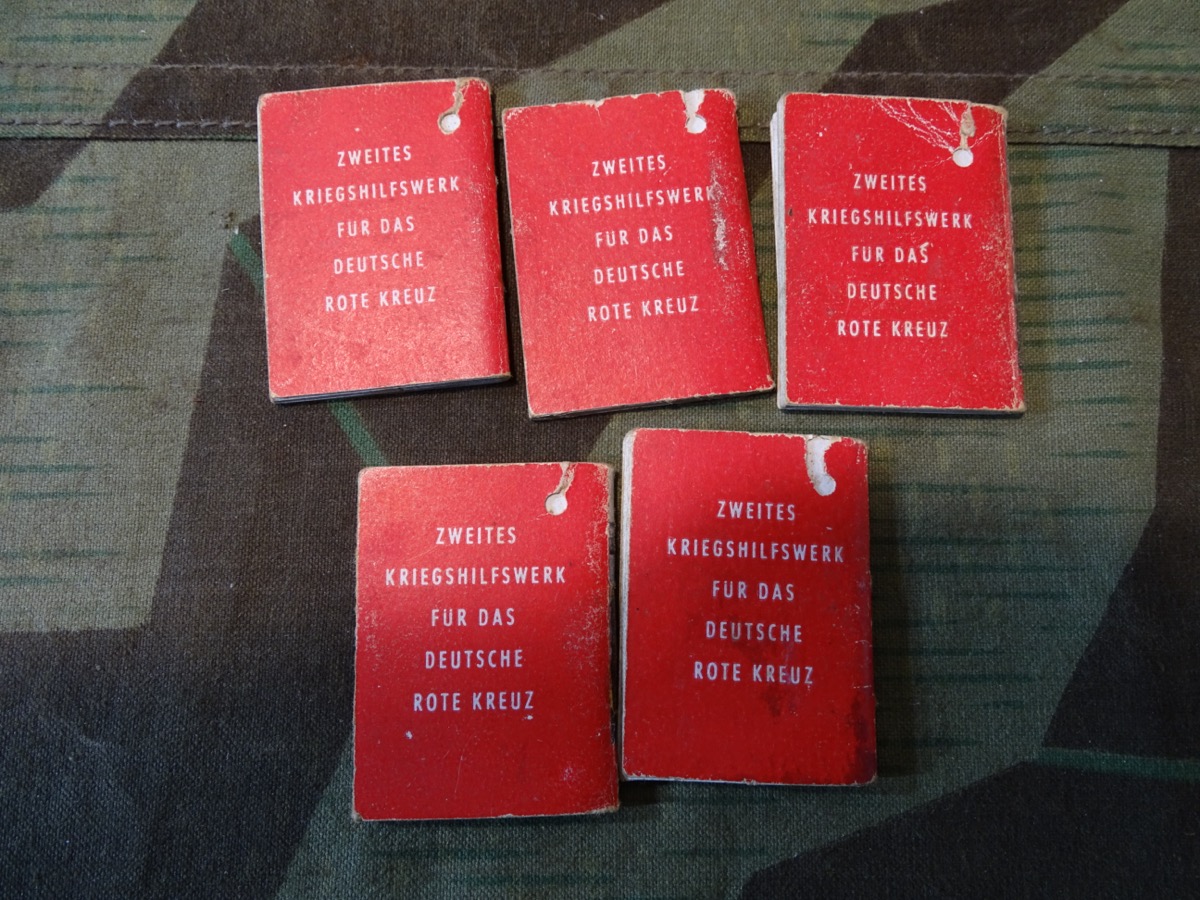 ZWEITES
KRIEGSHILFSWERK
FÜR DAS
DEUTSCHE
ROTE KREUZ
ZWEITES
KRIEGSHILFSWERK
FÜR DAS
DEUTSCHE
ROTE KREUZ
ZWEITES
KRIEGSHILFSWERK
FÜR DAS
DEUTSCHE
ROTE KREUZ
ZWEITES
KRIEGSHILFSWERK
FÜR DAS
DEUTSCHE
ROTE KREUZ
ZWEITES
KRIEGSHILFSWERK
FÜR DAS
DEUTSCHE
ROTE KREUZ